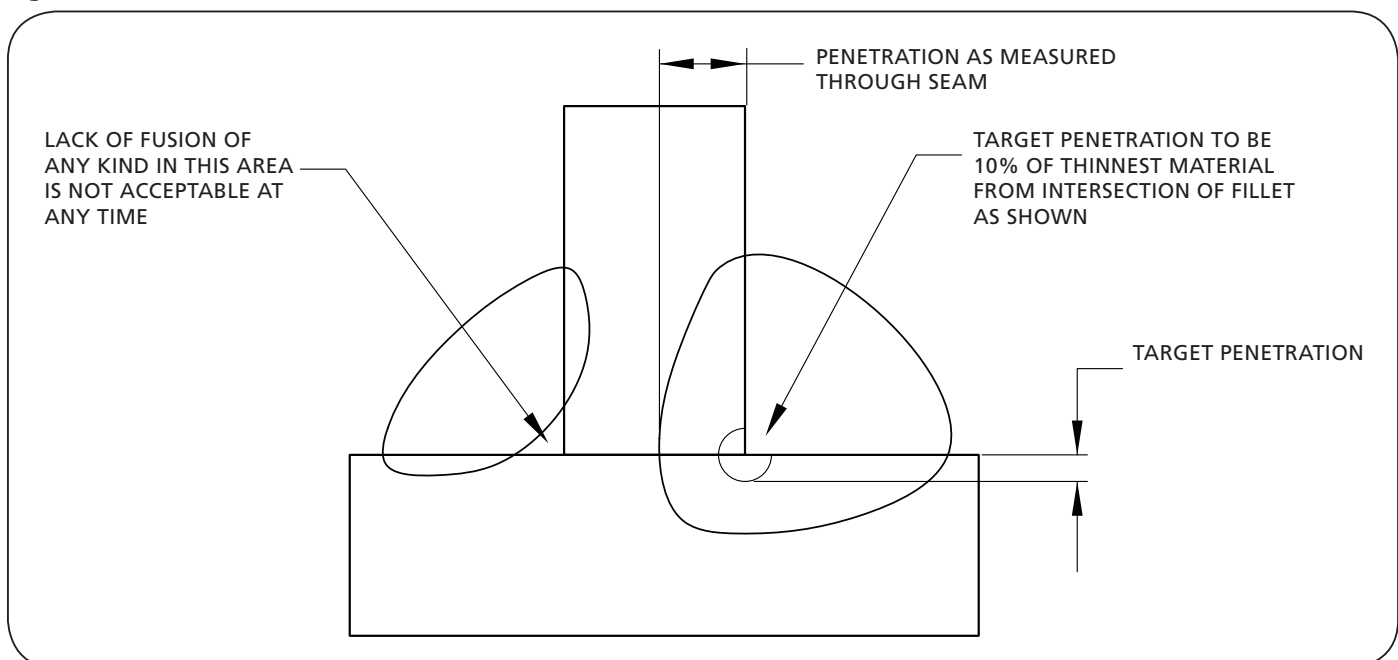 PENETRATION AS MEASURED
THROUGH SEAM
LACK OF FUSION OF
ANY KIND IN THIS AREA
IS NOT ACCEPTABLE AT
ANY TIME
TARGET PENETRATION TO BE
10% OF THINNEST MATERIAL
FROM INTERSECTION OF FILLET
AS SHOWN
TARGET PENETRATION